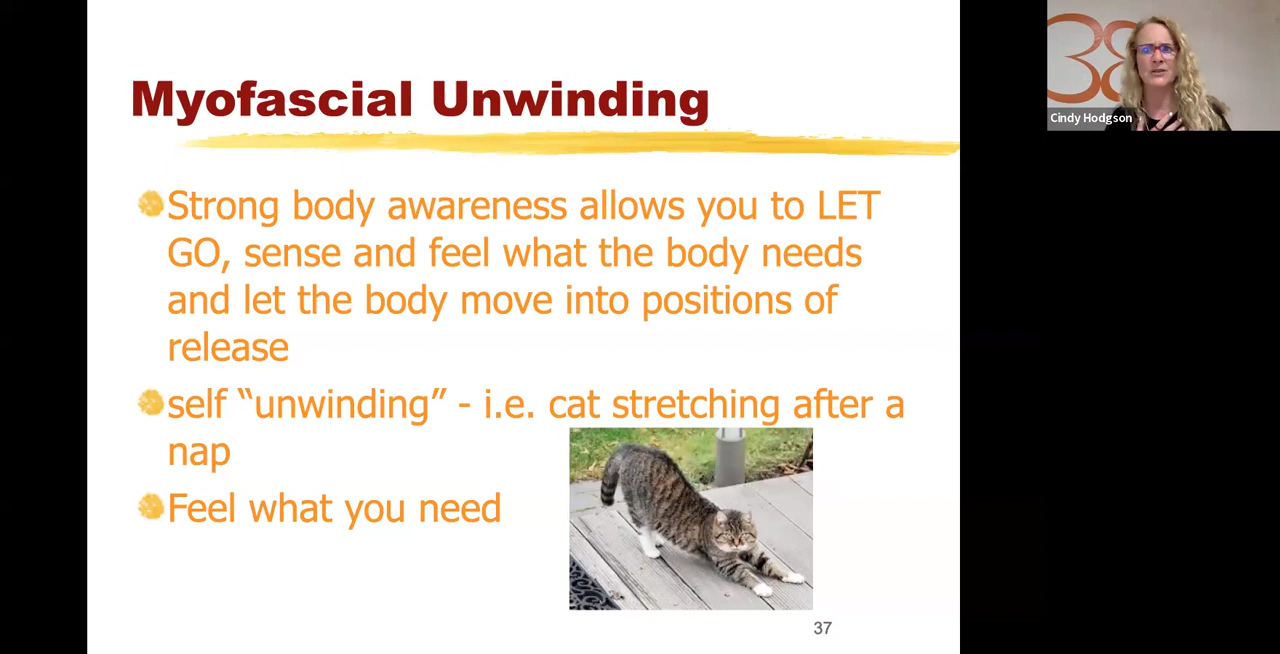 Myofascial Unwinding
Strong body awareness allows you to LET
GO, sense and feel what the body needs
and let the body move into positions of
release
self “unwinding” - i.e. cat stretching after a
nap
Feel what you need
37
Cindy Hodgson